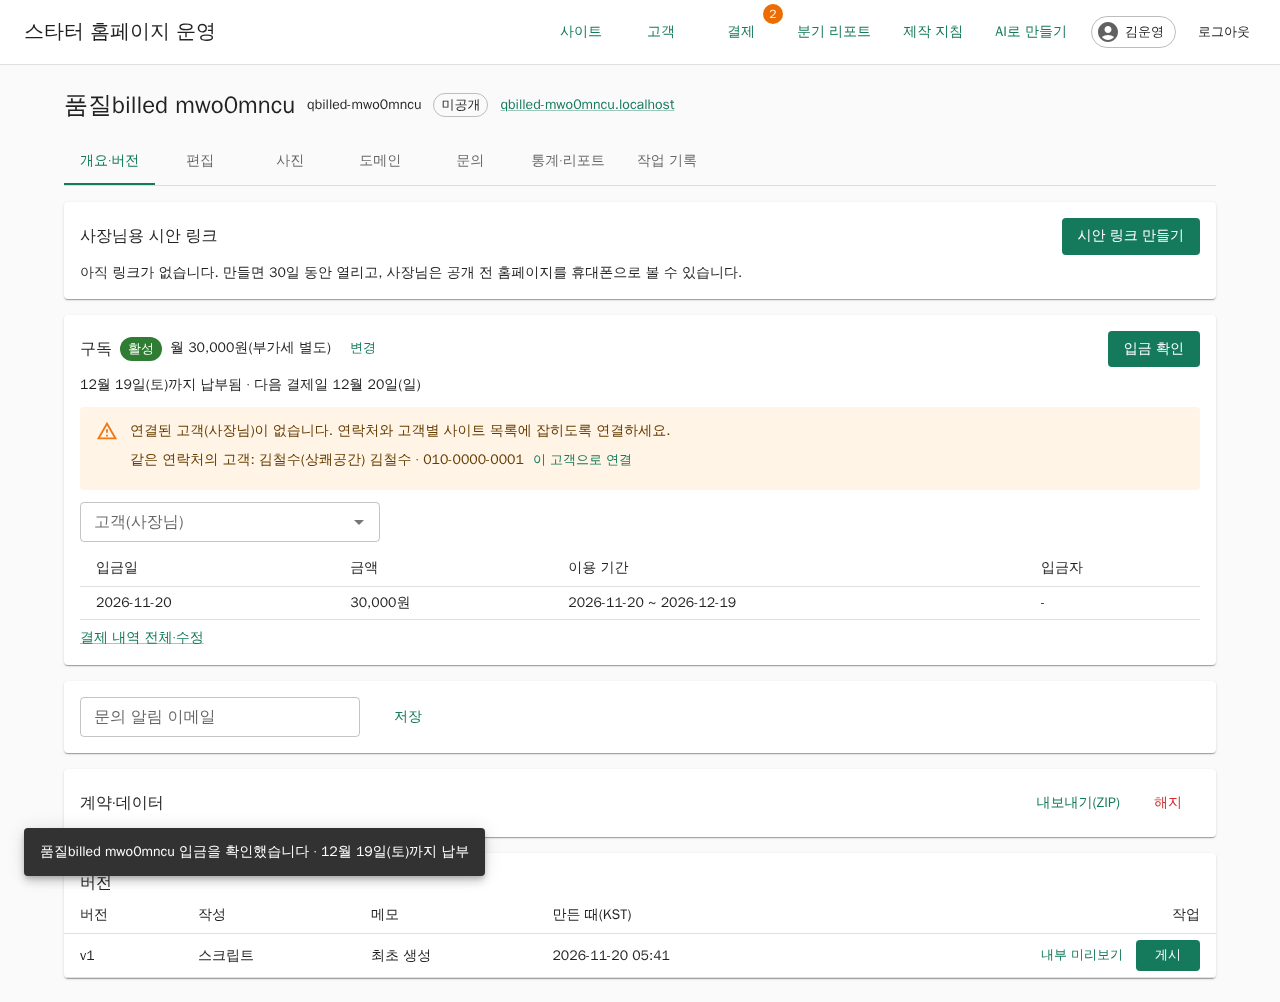 스타터 홈페이지 운영
사이트 고객 결제 2 분기 리포트 제작 지침 AI로 만들기 김운영 로그아웃
품질billed mwo0mncu qbilled-mwo0mncu 미공개 qbilled-mwo0mncu.localhost
개요·버전 편집 사진 도메인 문의 통계·리포트 작업 기록
사장님용 시안 링크 시안 링크 만들기
아직 링크가 없습니다. 만들면 30일 동안 열리고, 사장님은 공개 전 홈페이지를 휴대폰으로 볼 수 있습니다.
구독 활성 월 30,000원(부가세 별도) 변경 입금 확인
12월 19일(토)까지 납부됨 · 다음 결제일 12월 20일(일)
연결된 고객(사장님)이 없습니다. 연락처와 고객별 사이트 목록에 잡히도록 연결하세요.
같은 연락처의 고객: 김철수(상쾌공간) 김철수 · 010-0000-0001 이 고객으로 연결
고객(사장님)
입금일 금액 이용 기간 입금자
2026-11-20 30,000원 2026-11-20 ~ 2026-12-19 -
결제 내역 전체·수정
문의 알림 이메일 저장
계약·데이터 내보내기(ZIP) 해지
품질billed mwo0mncu 입금을 확인했습니다 · 12월 19일(토)까지 납부
버전
버전 작성 메모 만든 때(KST) 작업
v1 스크립트 최초 생성 2026-11-20 05:41 내부 미리보기 게시